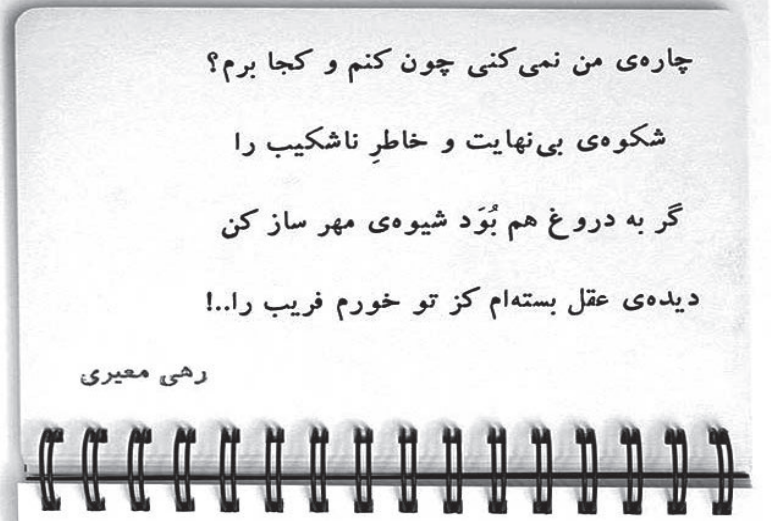 چاره‌ی من نمی‌کنی چون کنم و کجا برم؟
شکوه‌ی بی‌نهایت و خاطرِ ناشکیب را
گر به دروغ هم بُوَد شیوه‌ی مهر ساز کن
دیده‌ی عقل بسته‌ام کز تو خورم فریب را..!
رهی معیری